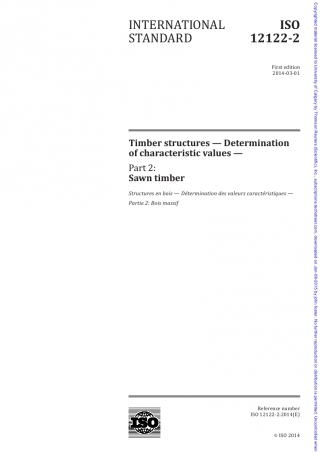 INTERNATIONAL STANDARD
ISO 12122-2
First edition
2014-03-01
Timber structures — Determination
of characteristic values —
Part 2:
Sawn timber
Structures en bois — Détermination des valeurs caractéristiques —
Partie 2: Bois massif
ISO
Reference number
ISO 12122-2:2014(E)
© ISO 2014